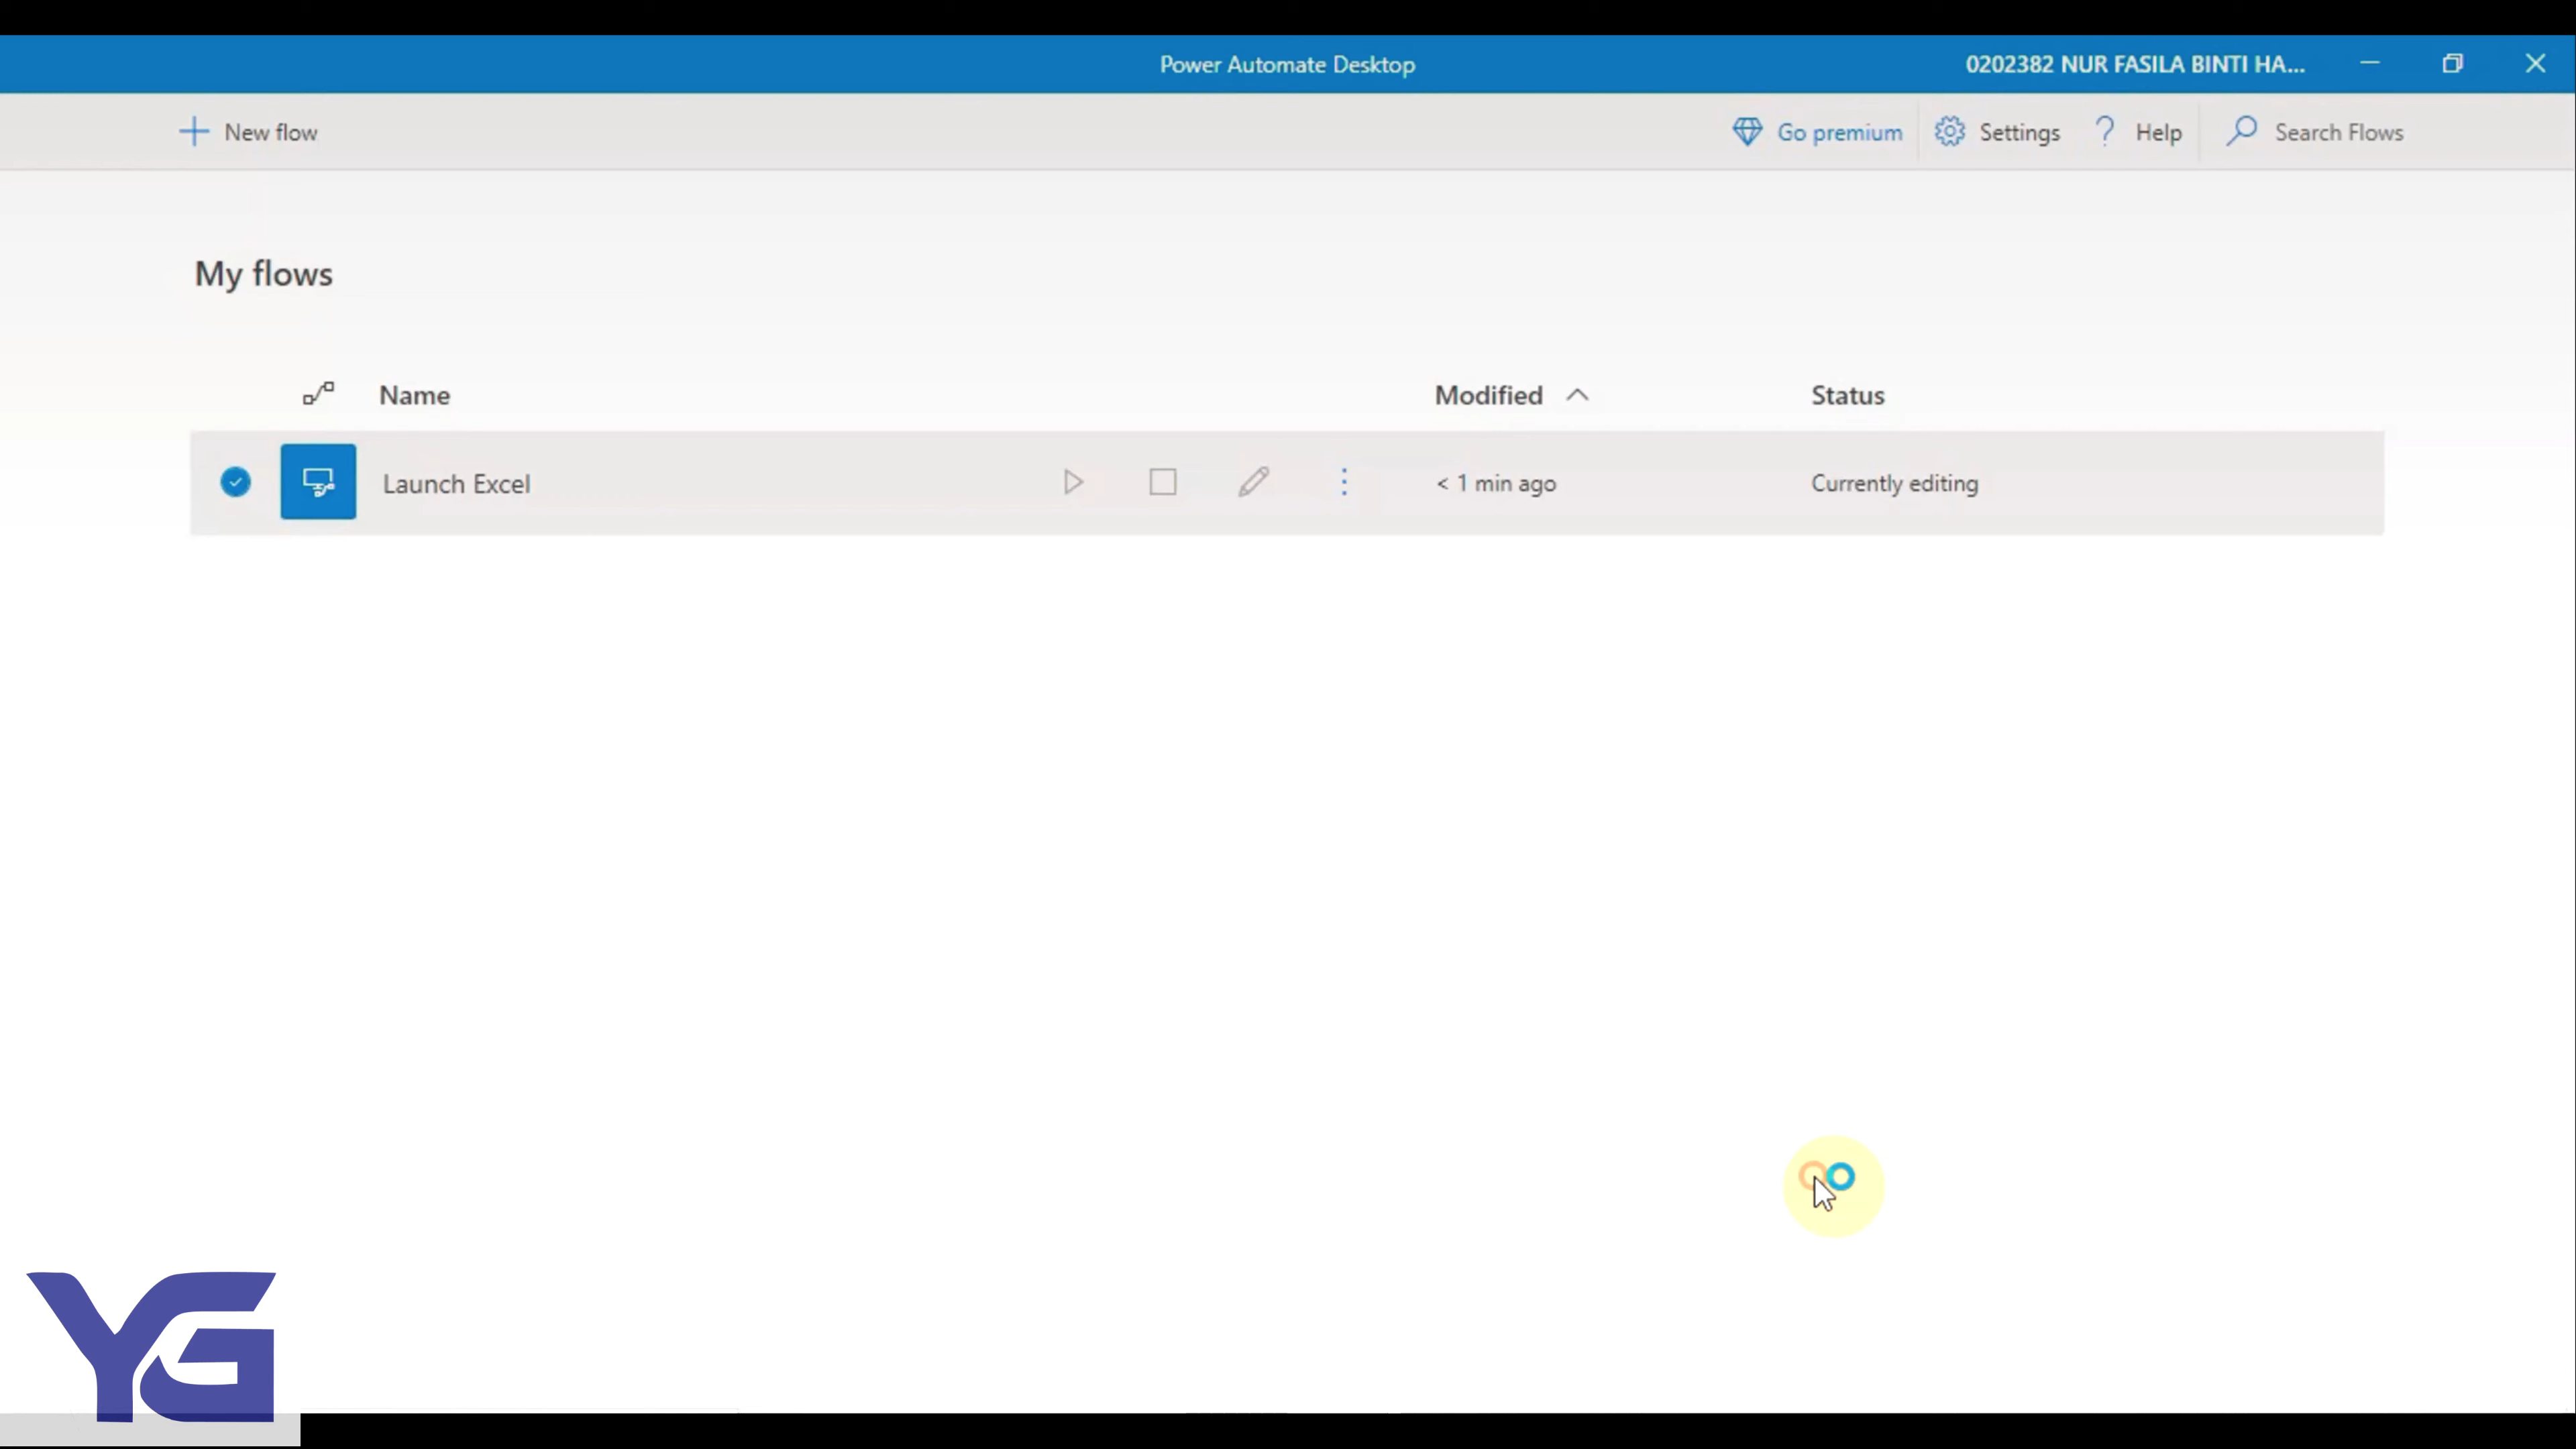 Power Automate Desktop
0202382 NUR FASILA BINTI HA...
New flow
Go premium
Settings
Help
Search Flows
My flows
Name
Modified
Status
Launch Excel
< 1 min ago
Currently editing
YG